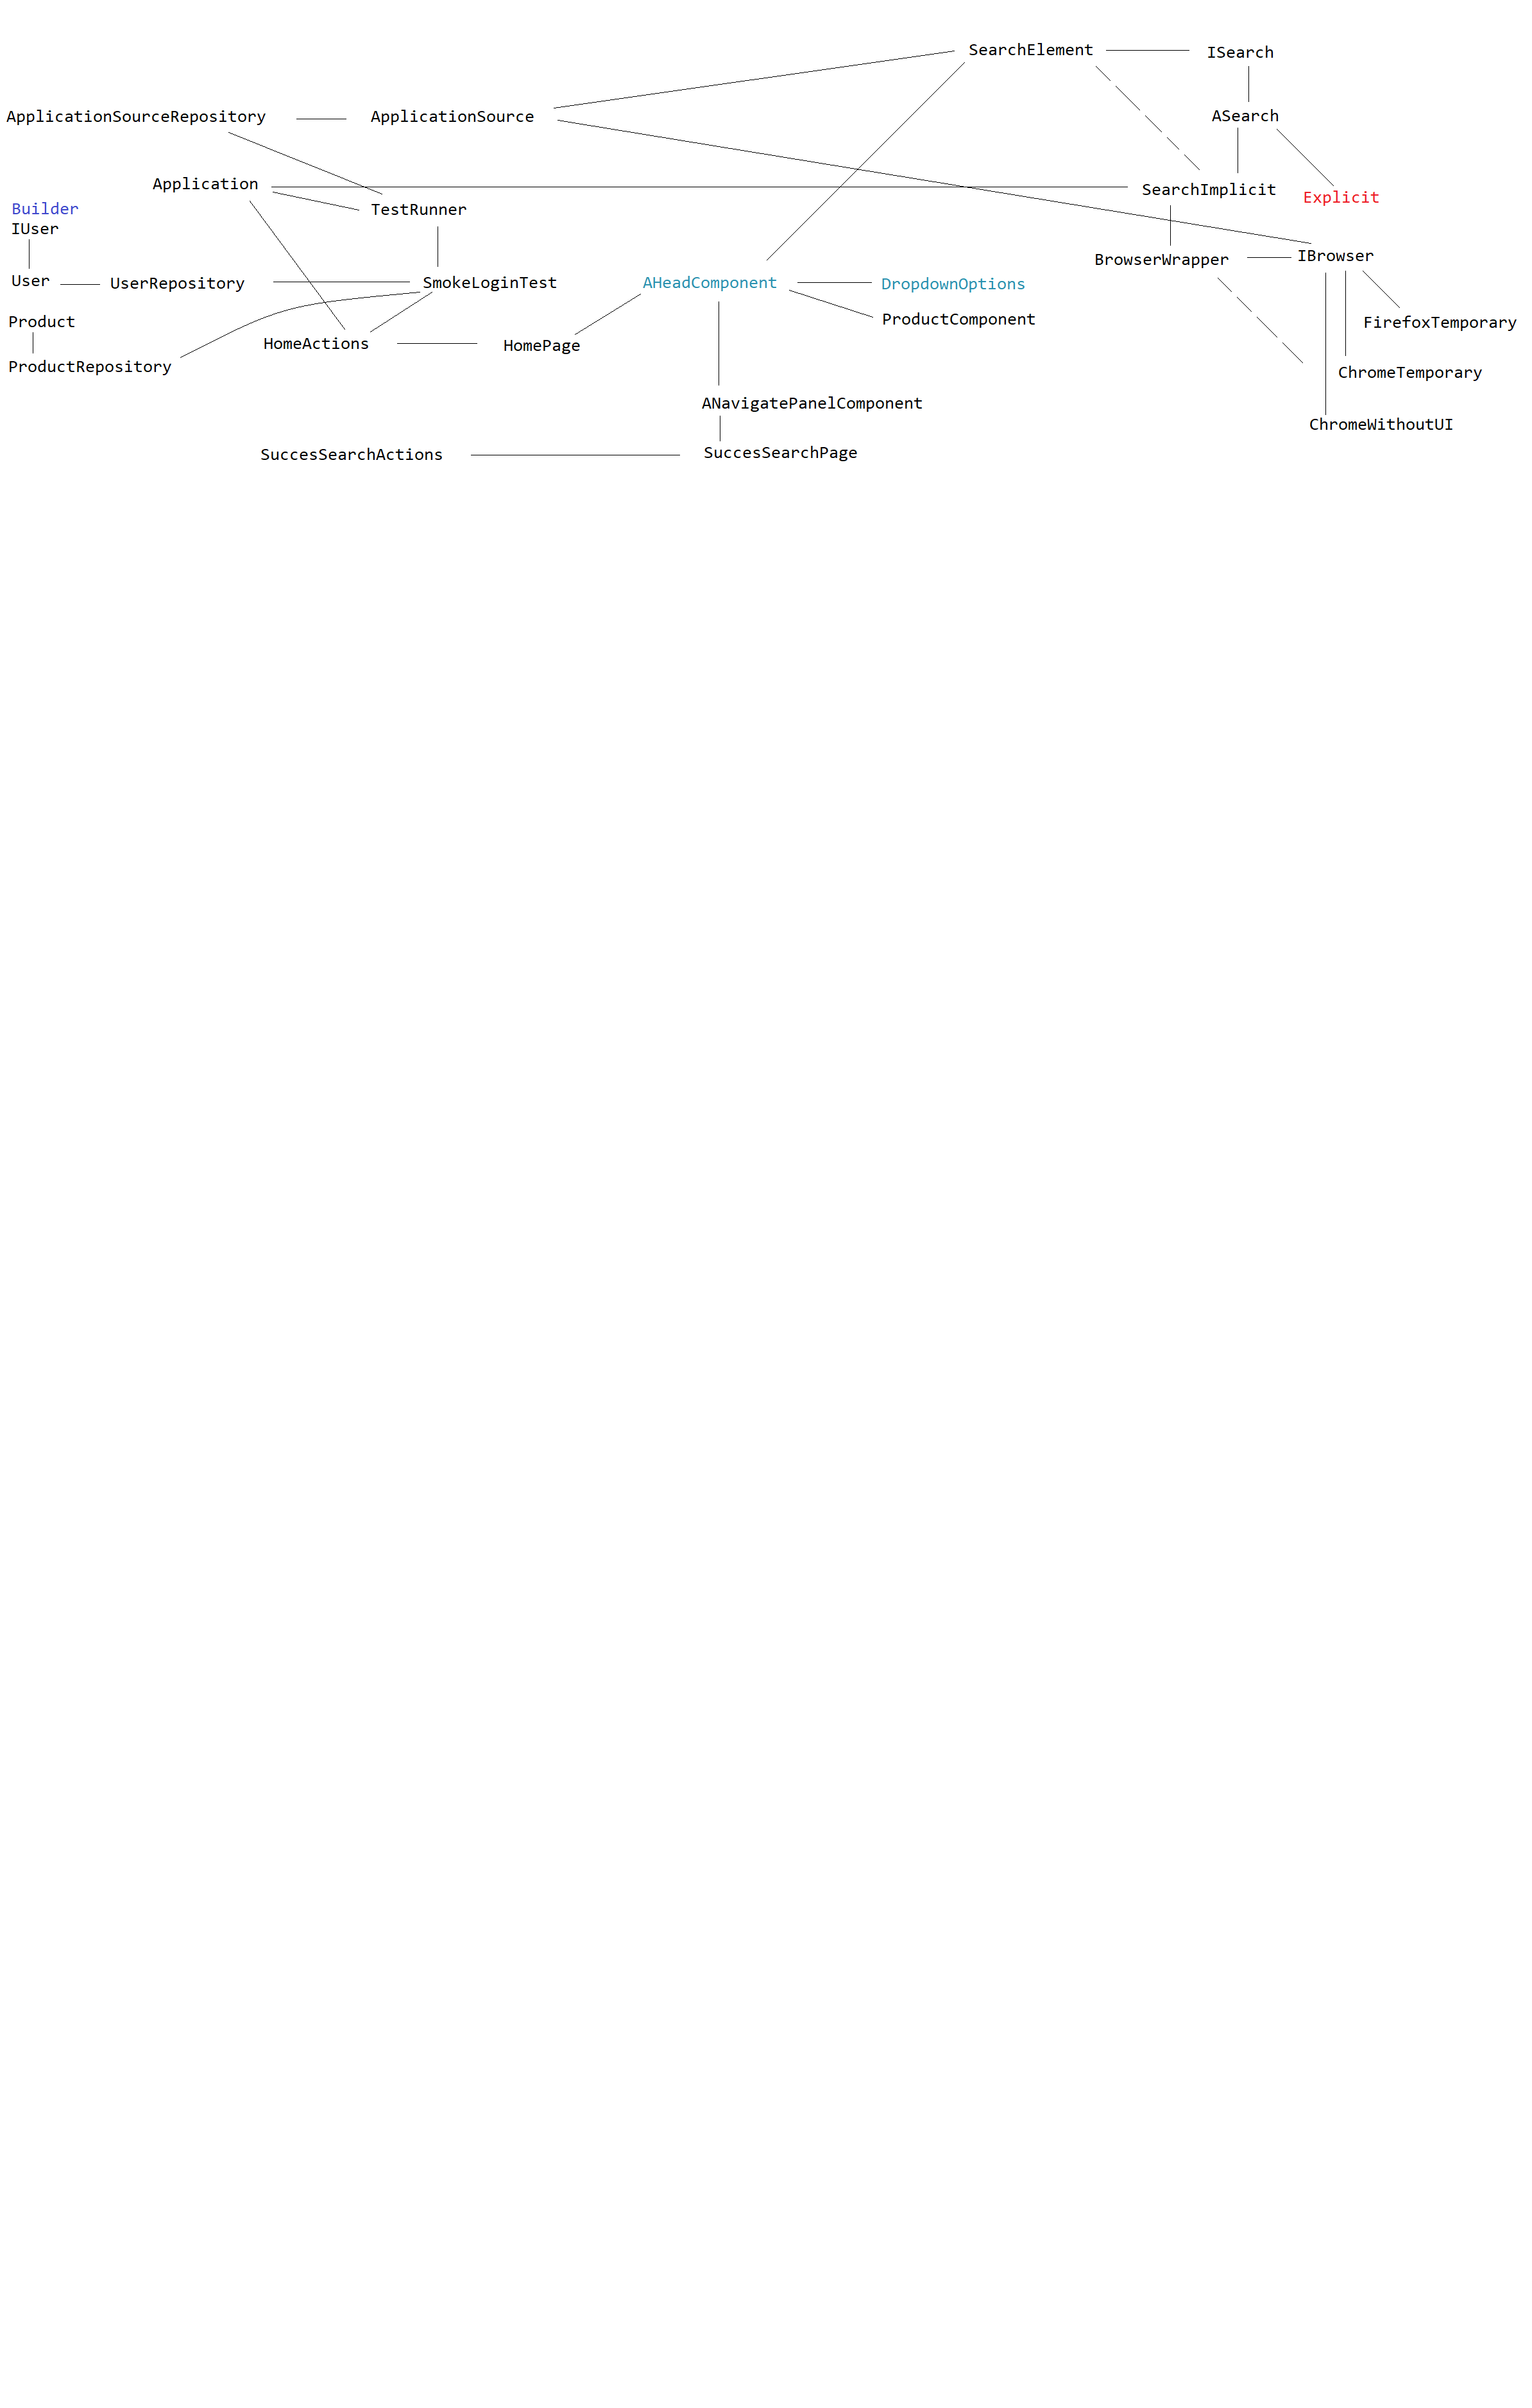 SearchElement
ISearch
ApplicationSourceRepository
ApplicationSource
ASearch
Application
SearchImplicit
Explicit
Builder
TestRunner
IUser
BrowserWrapper
IBrowser
User
UserRepository
SmokeLoginTest
AHeadComponent
DropdownOptions
Product
ProductComponent
FirefoxTemporary
HomeActions
HomePage
ProductRepository
ChromeTemporary
ANavigatePanelComponent
ChromeWithoutUI
SuccesSearchActions
SuccesSearchPage